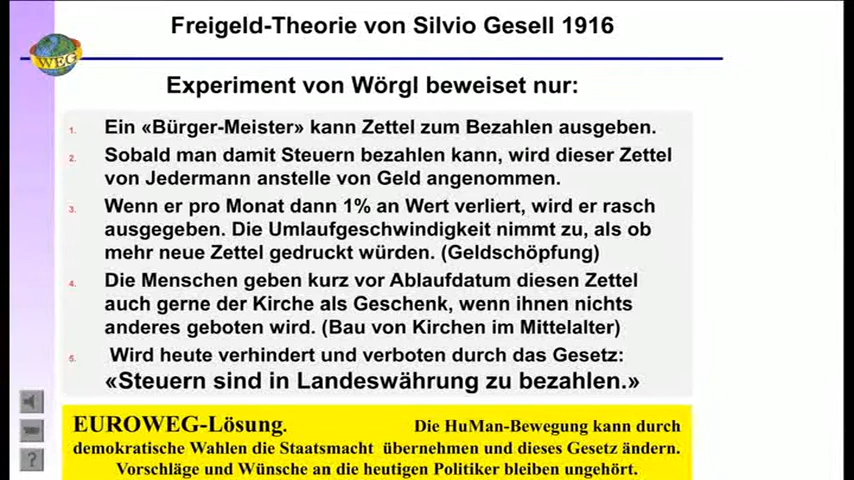 Freigeld-Theorie von Silvio Gesell 1916
WEG
Experiment von Wörgl beweiset nur:
1. Ein «Bürger-Meister» kann Zettel zum Bezahlen ausgeben.
2. Sobald man damit Steuern bezahlen kann, wird dieser Zettel
von Jedermann anstelle von Geld angenommen.
3. Wenn er pro Monat dann 1% an Wert verliert, wird er rasch
ausgegeben. Die Umlaufgeschwindigkeit nimmt zu, als ob
mehr neue Zettel gedruckt würden. (Geldschöpfung)
4. Die Menschen geben kurz vor Ablaufdatum diesen Zettel
auch gerne der Kirche als Geschenk, wenn ihnen nichts
anderes geboten wird. (Bau von Kirchen im Mittelalter)
5. Wird heute verhindert und verboten durch das Gesetz:
«Steuern sind in Landeswährung zu bezahlen.»
EUROWEG-Lösung. Die HuMan-Bewegung kann durch
demokratische Wahlen die Staatsmacht übernehmen und dieses Gesetz ändern.
Vorschläge und Wünsche an die heutigen Politiker bleiben ungehört.
?